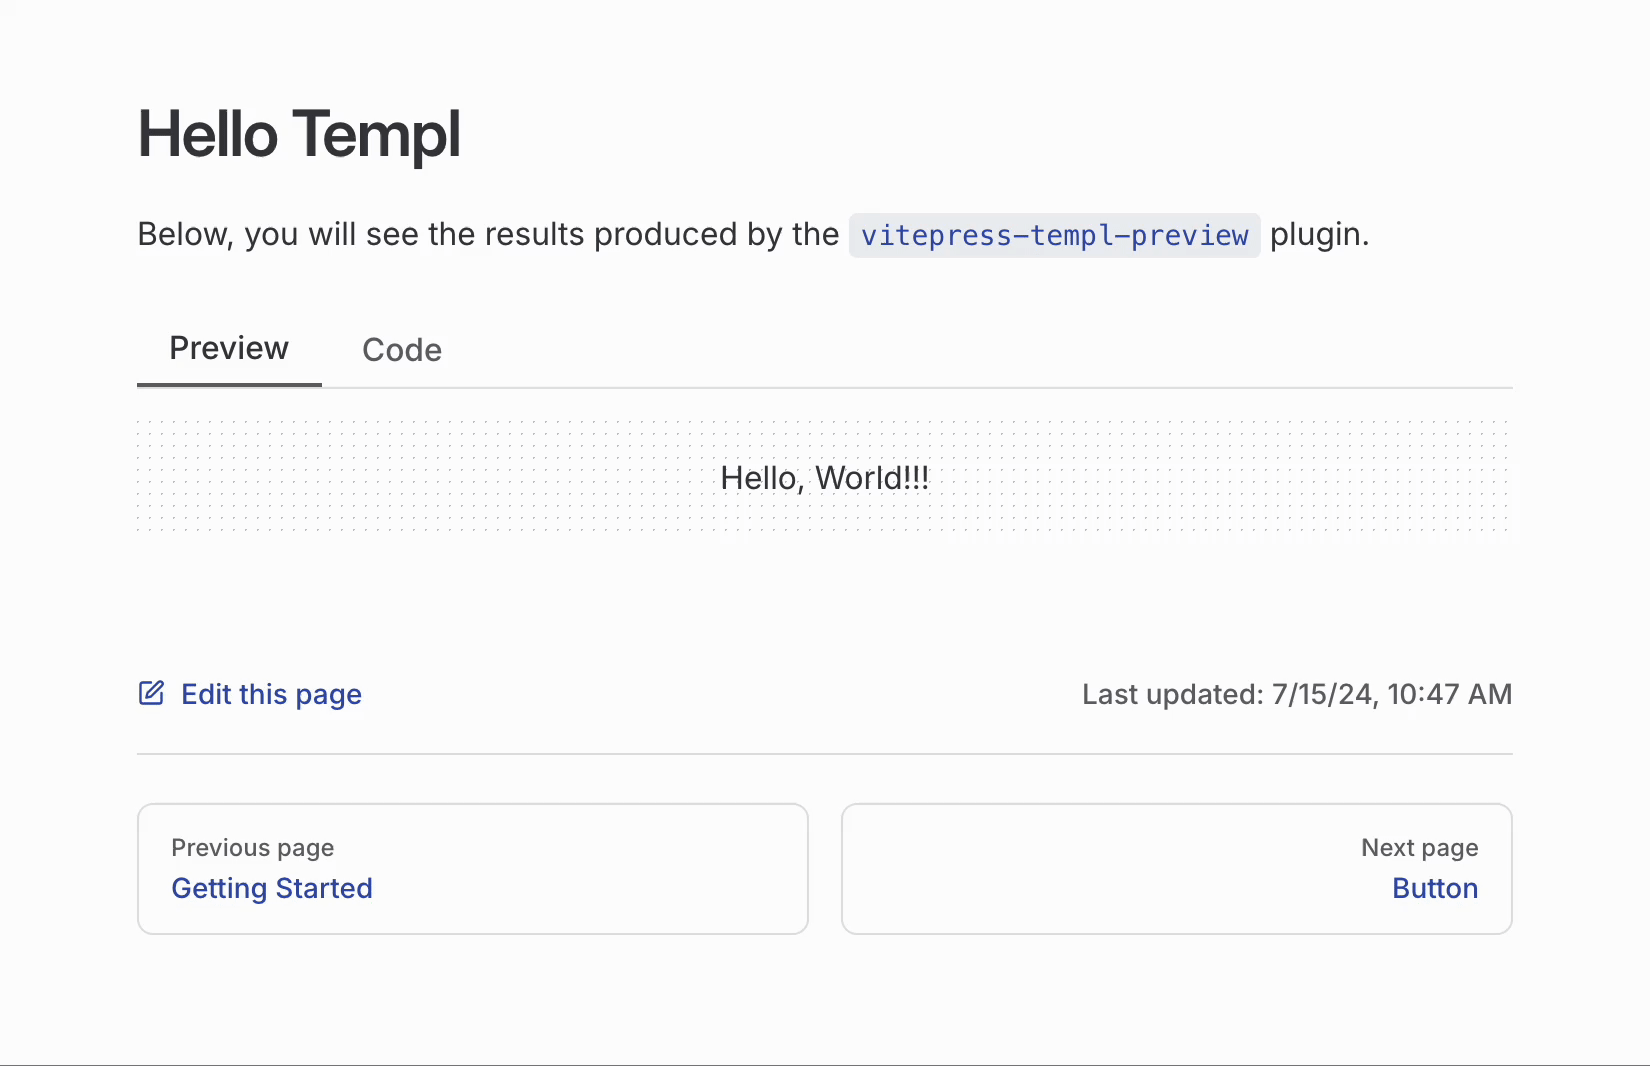 Hello Templ
Below, you will see the results produced by the vitepress-templ-preview plugin.
Preview Code
Hello, World!!!
Edit this page Last updated: 7/15/24, 10:47 AM
Previous page
Getting Started
Next page
Button